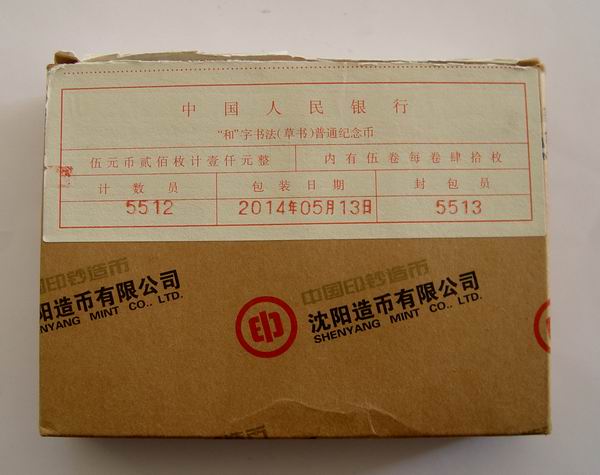 中国人民银行
“和”字书法(草书)普通纪念币
伍元币贰佰枚计壹仟元整 内有伍卷每卷肆拾枚
计数员 包装日期 封包员
5512 2014年05月13日 5513
中国印钞造币
阳造币有限公司
ENYANG MINT CO., LTD.
中国印钞造币
沈阳造币有限公司
SHENYANG MINT CO., LTD.